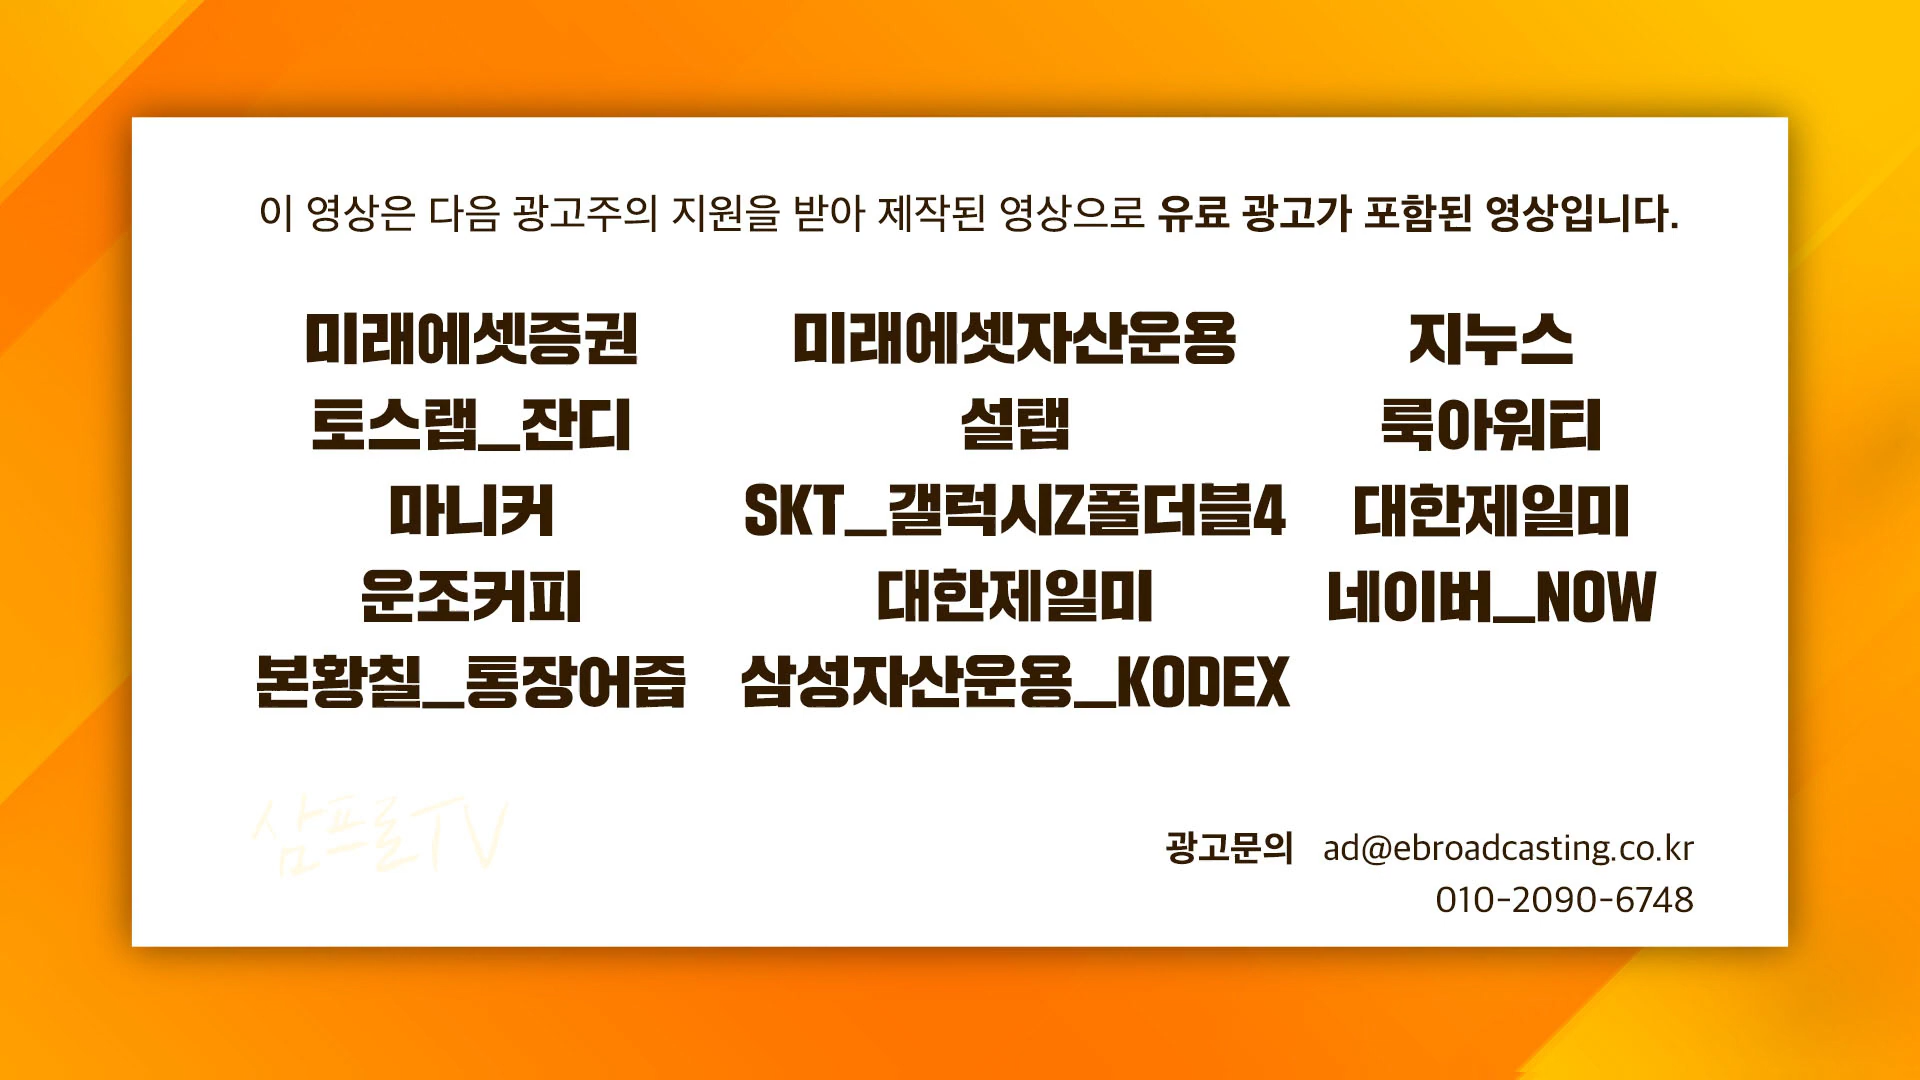 이 영상은 다음 광고주의 지원을 받아 제작된 영상으로 유료 광고가 포함된 영상입니다.
미래에셋증권 미래에셋자산운용 지누스
토스랩_잔디 설탭 룩아워티
마니커 SKT_갤럭시Z폴더블4 대한제일미
운조커피 대한제일미 네이버_NOW
본황칠_통장어즙 삼성자산운용_KODEX
삼프로TV
광고문의 ad@ebroadcasting.co.kr
010-2090-6748